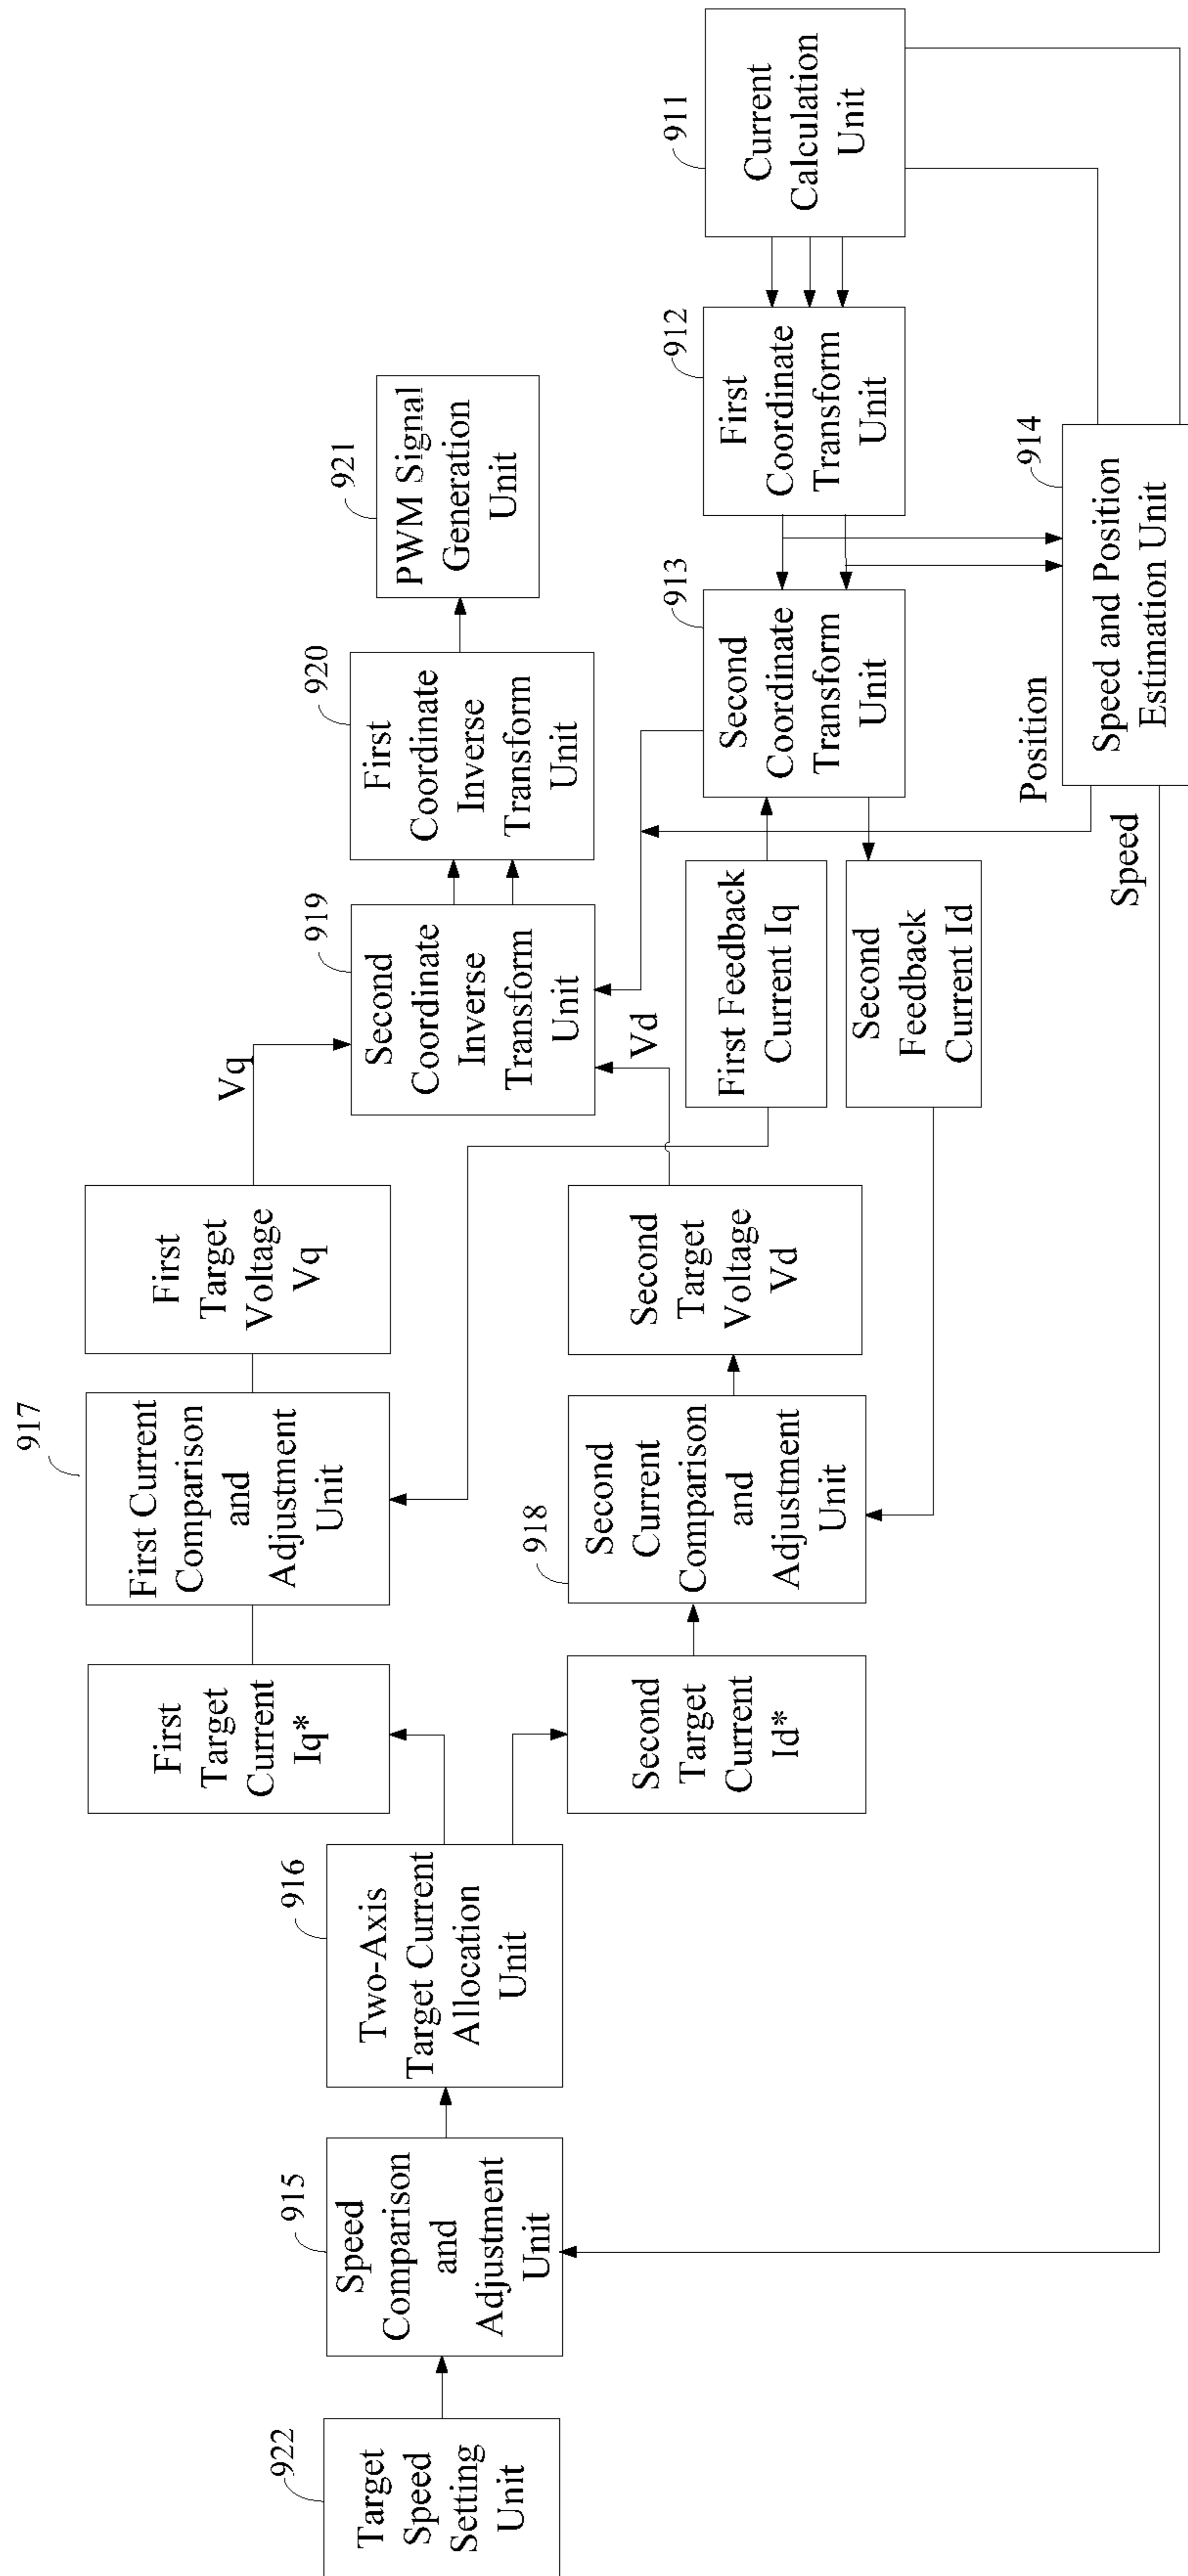 922
Target
Speed
Setting
Unit
915
Speed
Comparison
and
Adjustment
Unit
916
Two-Axis
Target Current
Allocation
Unit
First
Target
Current
Iq*
Second
Target
Current
Id*
917
First Current
Comparison
and
Adjustment
Unit
918
Second
Current
Comparison
and
Adjustment
Unit
First
Target
Voltage
Vq
Second
Target
Voltage
Vd
Vq
Vd
919
Second
Coordinate
Inverse
Transform
Unit
920
First
Coordinate
Inverse
Transform
Unit
921
PWM Signal
Generation
Unit
First Feedback
Current Iq
Second
Feedback
Current Id
913
Second
Coordinate
Transform
Unit
912
First
Coordinate
Transform
Unit
911
Current
Calculation
Unit
Position
Speed
914
Speed and Position
Estimation Unit